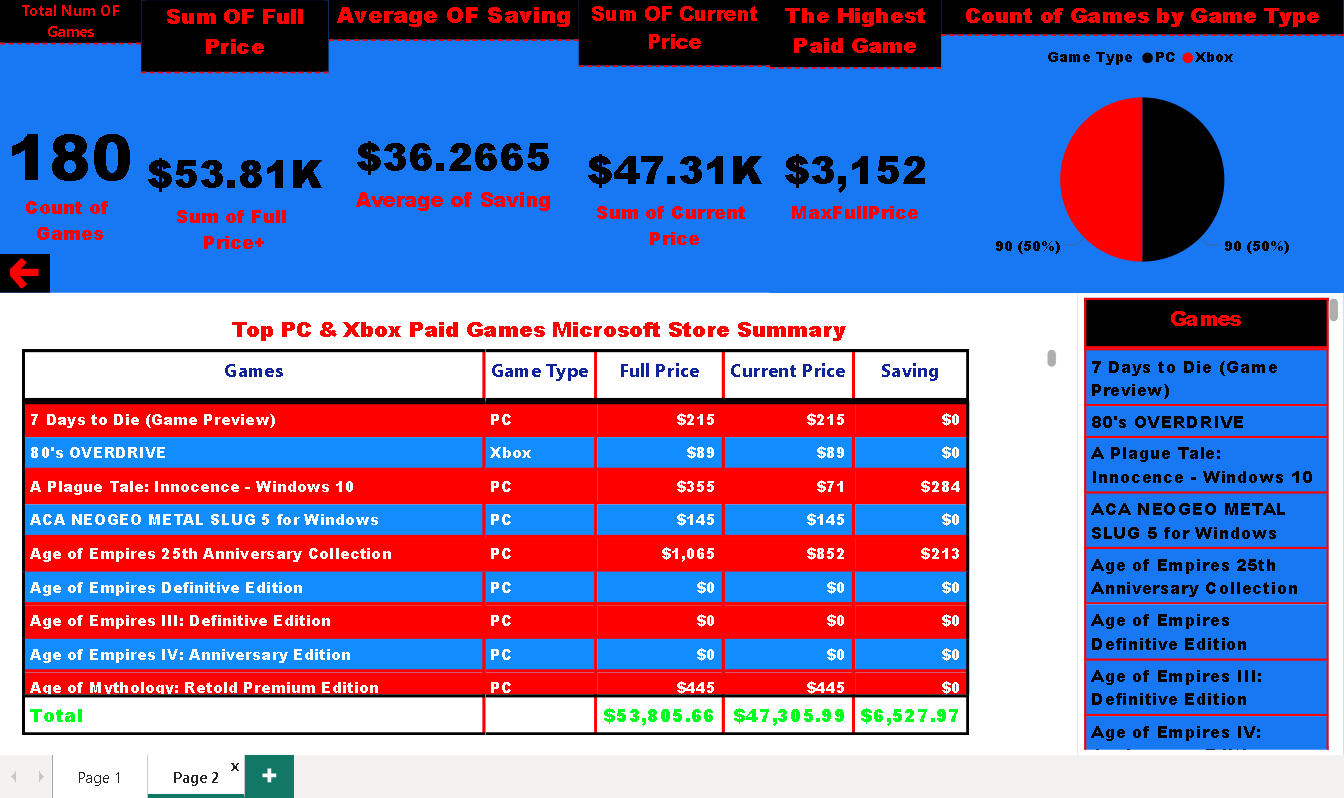 Total Num OF
Games
Sum OF Full
Price
Average OF Saving
Sum OF Current
Price
The Highest
Paid Game
Count of Games by Game Type
Game Type PC Xbox
180
Count of
Games
$53.81K
Sum of Full
Price+
$36.2665
Average of Saving
$47.31K
Sum of Current
Price
$3,152
MaxFullPrice
90 (50%)
90 (50%)
Top PC & Xbox Paid Games Microsoft Store Summary
Games Game Type Full Price Current Price Saving
7 Days to Die (Game Preview) PC $215 $215 $0
80's OVERDRIVE Xbox $89 $89 $0
A Plague Tale: Innocence - Windows 10 PC $355 $71 $284
ACA NEOGEO METAL SLUG 5 for Windows PC $145 $145 $0
Age of Empires 25th Anniversary Collection PC $1,065 $852 $213
Age of Empires Definitive Edition PC $0 $0 $0
Age of Empires III: Definitive Edition PC $0 $0 $0
Age of Empires IV: Anniversary Edition PC $0 $0 $0
Age of Mythology: Retold Premium Edition PC $445 $445 $0
Total $53,805.66 $47,305.99 $6,527.97
Games
7 Days to Die (Game
Preview)
80's OVERDRIVE
A Plague Tale:
Innocence - Windows 10
ACA NEOGEO METAL
SLUG 5 for Windows
Age of Empires 25th
Anniversary Collection
Age of Empires
Definitive Edition
Age of Empires III:
Definitive Edition
Age of Empires IV:
Page 1
Page 2
x
+